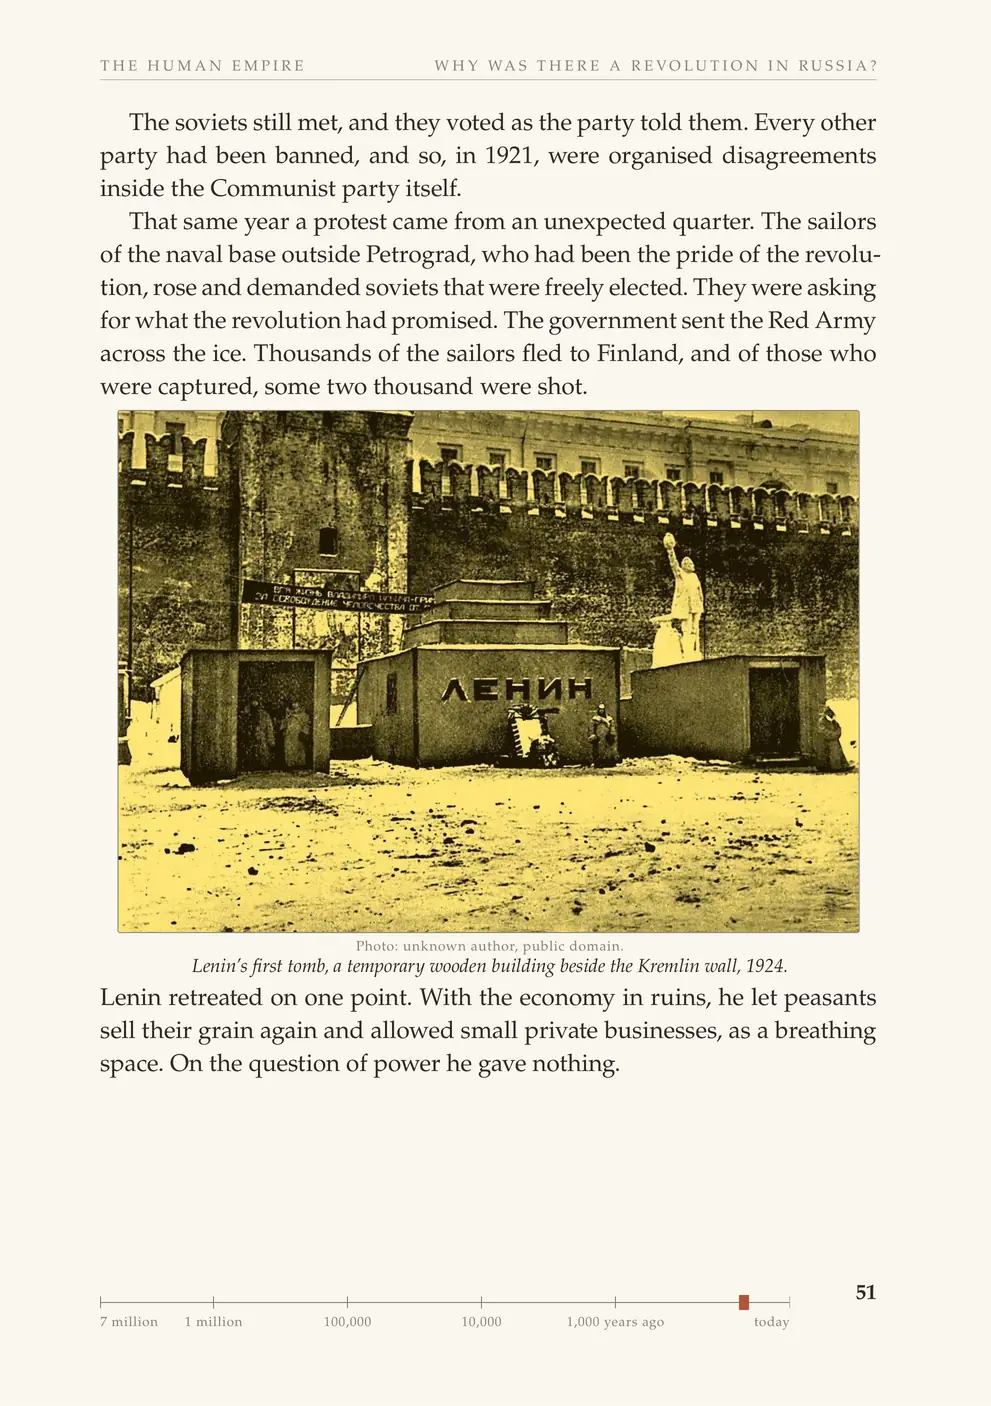 THE HUMAN EMPIRE
WHY WAS THERE A REVOLUTION IN RUSSIA?
The soviets still met, and they voted as the party told them. Every other
party had been banned, and so, in 1921, were organised disagreements
inside the Communist party itself.
That same year a protest came from an unexpected quarter. The sailors
of the naval base outside Petrograd, who had been the pride of the revolu-
tion, rose and demanded soviets that were freely elected. They were asking
for what the revolution had promised. The government sent the Red Army
across the ice. Thousands of the sailors fled to Finland, and of those who
were captured, some two thousand were shot.
ВСЯ ЖИЗНЬ ВЛАДИМИРА
ЗА ОСВОБОЖДЕНИЕ ЧЕЛОВЕЧЕСТВА ОТ
ЛЕНИН
Photo: unknown author, public domain.
Lenin's first tomb, a temporary wooden building beside the Kremlin wall, 1924.
Lenin retreated on one point. With the economy in ruins, he let peasants
sell their grain again and allowed small private businesses, as a breathing
space. On the question of power he gave nothing.
51
7 million 1 million 100,000 10,000 1,000 years ago today